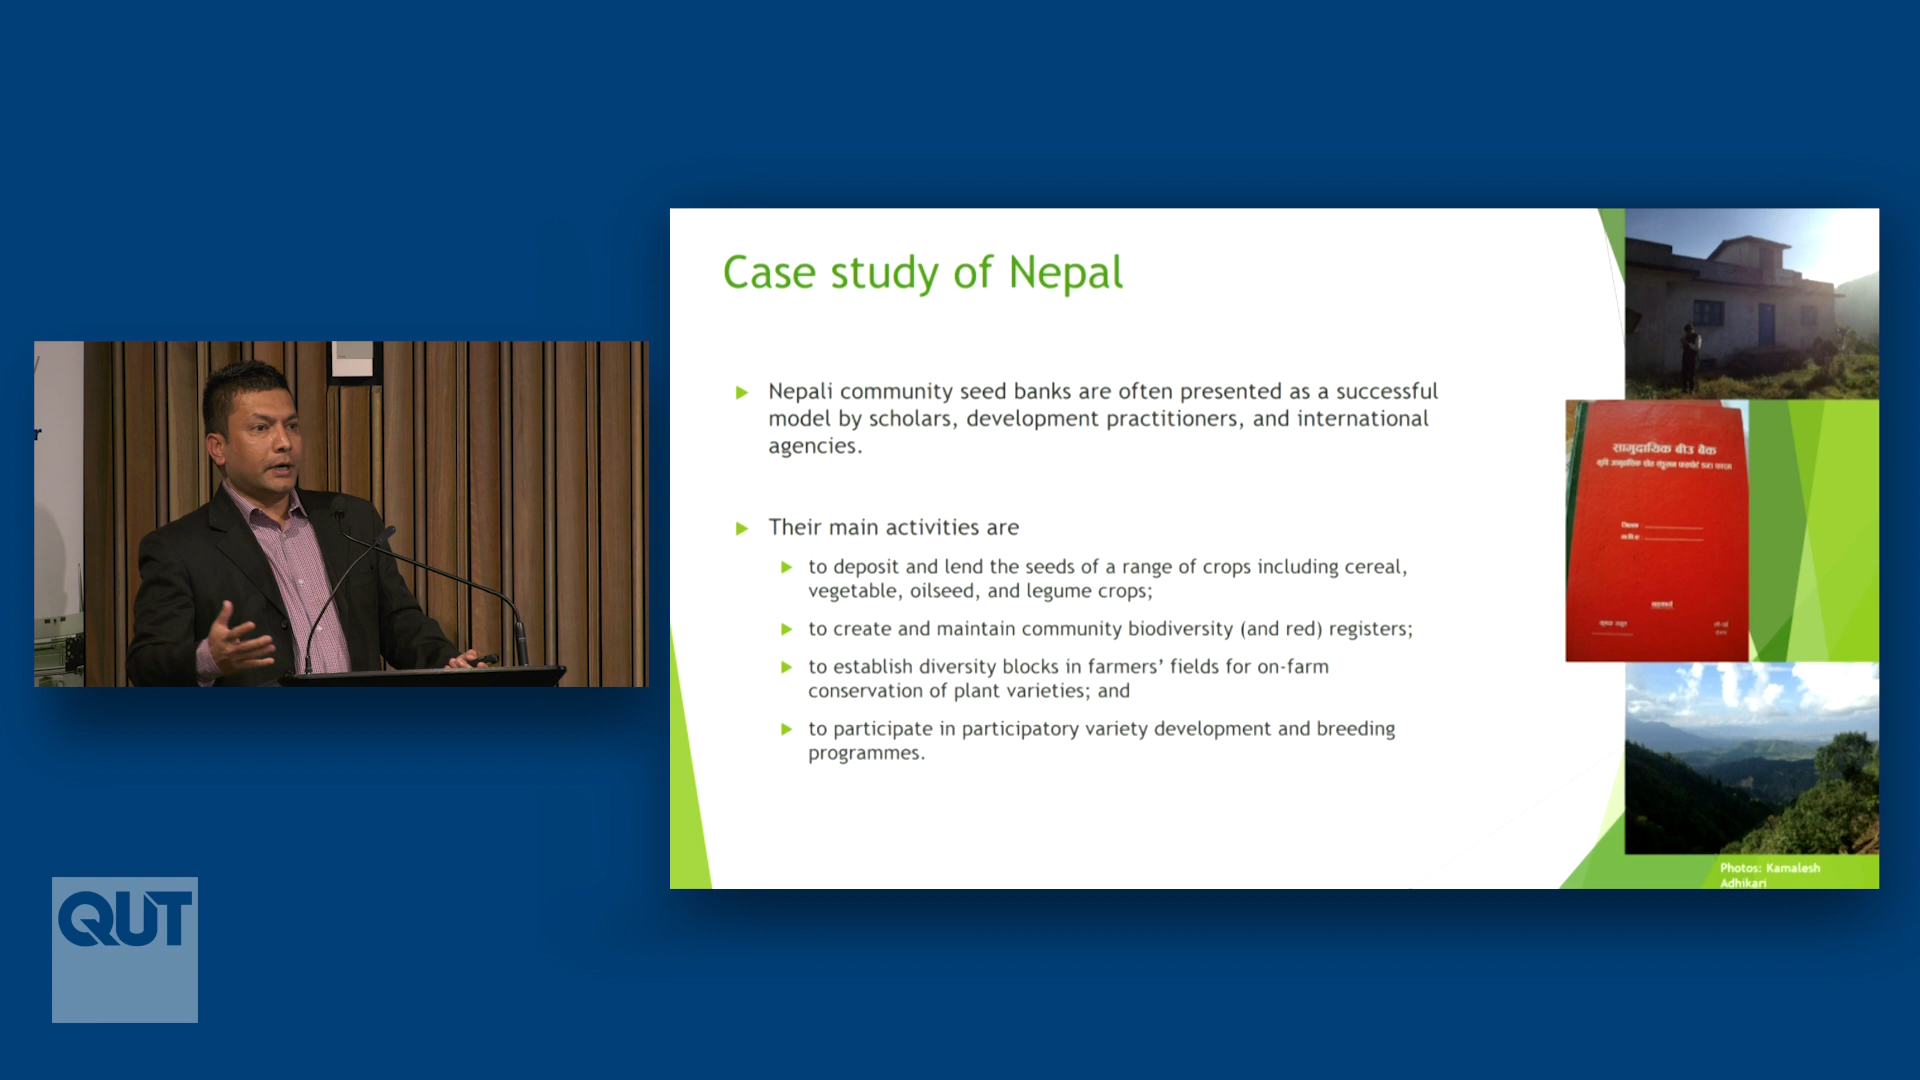 Case study of Nepal
Nepali community seed banks are often presented as a successful
model by scholars, development practitioners, and international
agencies.
Their main activities are
to deposit and lend the seeds of a range of crops including cereal,
vegetable, oilseed, and legume crops;
to create and maintain community biodiversity (and red) registers;
to establish diversity blocks in farmers’ fields for on-farm
conservation of plant varieties; and
to participate in participatory variety development and breeding
programmes.
सामुदायिक बीउ बैंक
Photos: Kamalesh
Adhikari
QUT